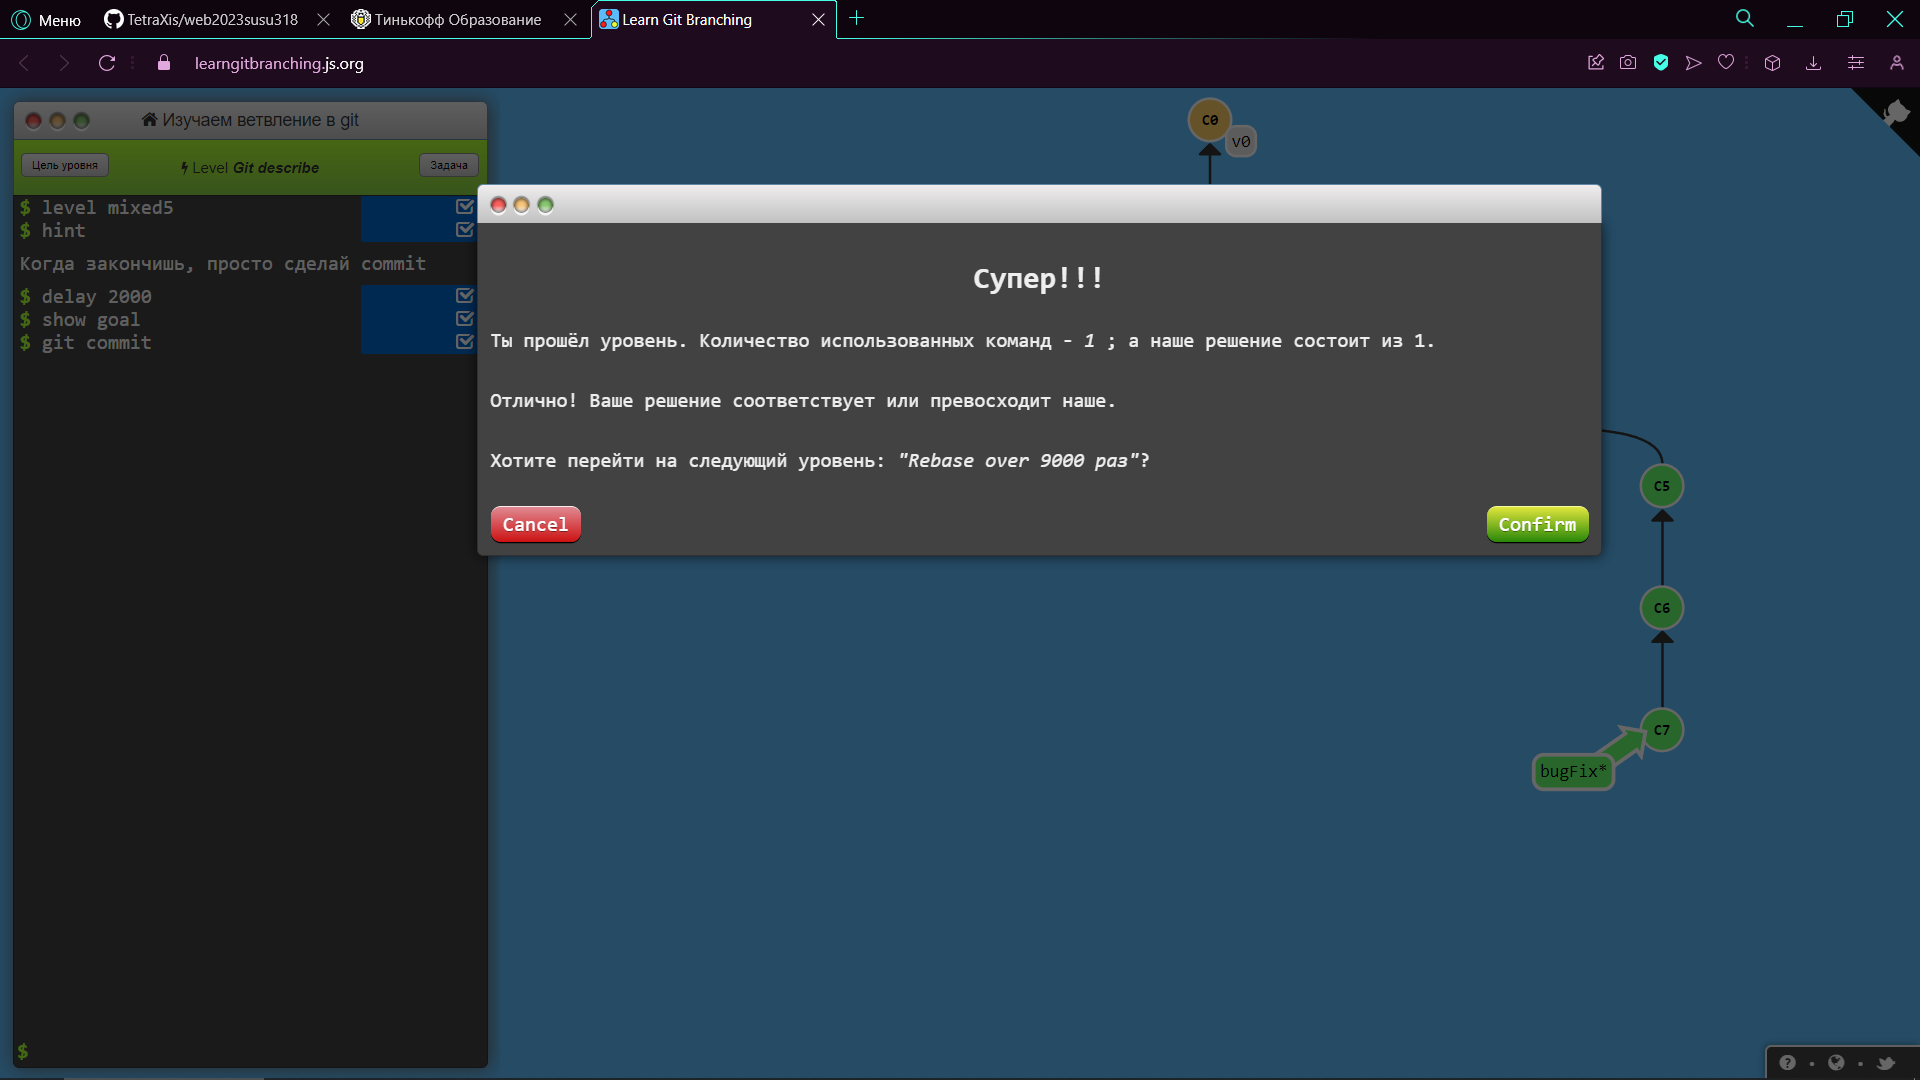 Меню
TetraXis/web2023susu318
Тинькофф Образование
Learn Git Branching
learngitbranching.js.org
Изучаем ветвление в git
Цель уровня
Level Git describe
Задача
$ level mixed5
$ hint
Когда закончишь, просто сделай commit
$ delay 2000
$ show goal
$ git commit
$
C0
v0
Супер!!!
Ты прошёл уровень. Количество использованных команд - 1 ; а наше решение состоит из 1.
Отлично! Ваше решение соответствует или превосходит наше.
Хотите перейти на следующий уровень: "Rebase over 9000 раз"?
Cancel
Confirm
C5
C6
C7
bugFix*